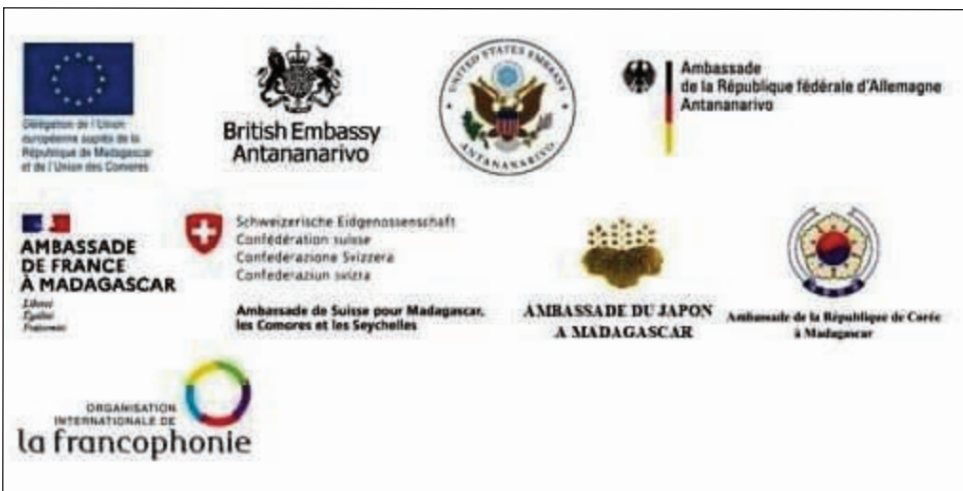 Délégation de l'Union
européenne auprès de la
République de Madagascar
et de l'Union des Comores
British Embassy
Antananarivo
UNITED STATES EMBASSY
ANTANANARIVO
Ambassade
de la République fédérale d'Allemagne
Antananarivo
AMBASSADE
DE FRANCE
À MADAGASCAR
Liberté
Égalité
Fraternité
Schweizerische Eidgenossenschaft
Confédération suisse
Confederazione Svizzera
Confederaziun svizra
Ambassade de Suisse pour Madagascar,
les Comores et les Seychelles
AMBASSADE DU JAPON
A MADAGASCAR
Ambassade de la République de Corée
à Madagascar
ORGANISATION
INTERNATIONALE DE
la francophonie